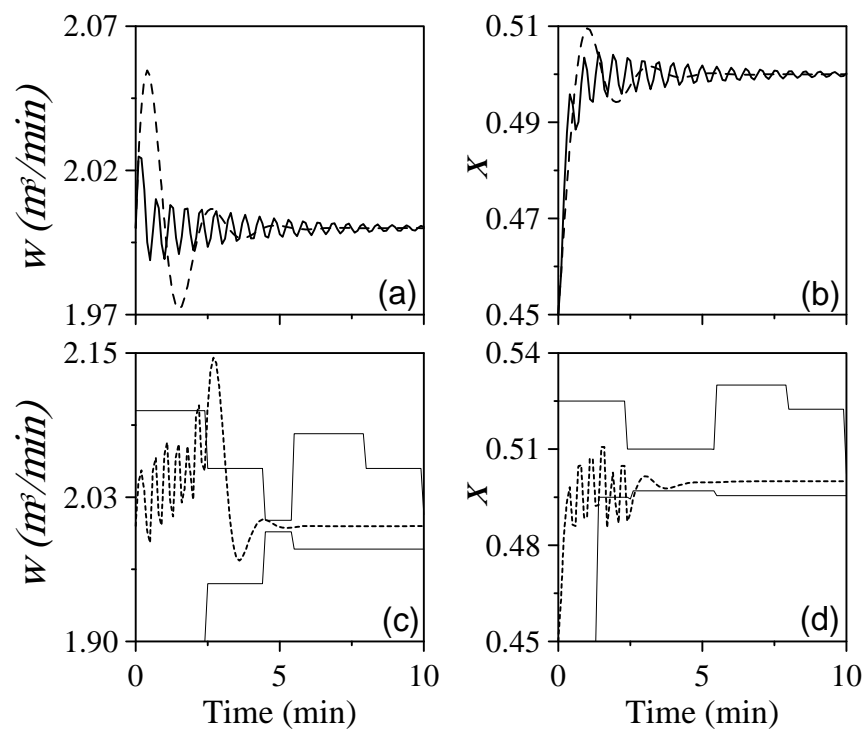 2.07
2.02
1.97
W (m³/min)
(a)
0.51
0.49
0.47
0.45
X
(b)
2.15
2.03
1.90
W (m³/min)
(c)
0 5 10
Time (min)
0.54
0.51
0.48
0.45
X
(d)
0 5 10
Time (min)